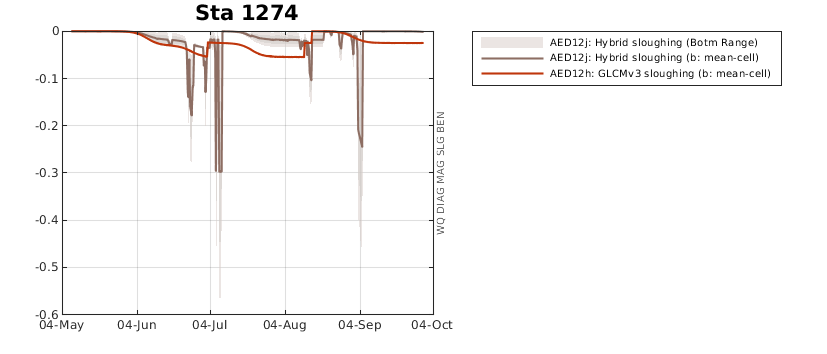 Sta 1274
0
-0.1
-0.2
-0.3
-0.4
-0.5
-0.6
04-May
04-Jun
04-Jul
04-Aug
04-Sep
04-Oct
WQ DIAG MAG SLG BEN
AED12j: Hybrid sloughing (Botm Range)
AED12j: Hybrid sloughing (b: mean-cell)
AED12h: GLCMv3 sloughing (b: mean-cell)